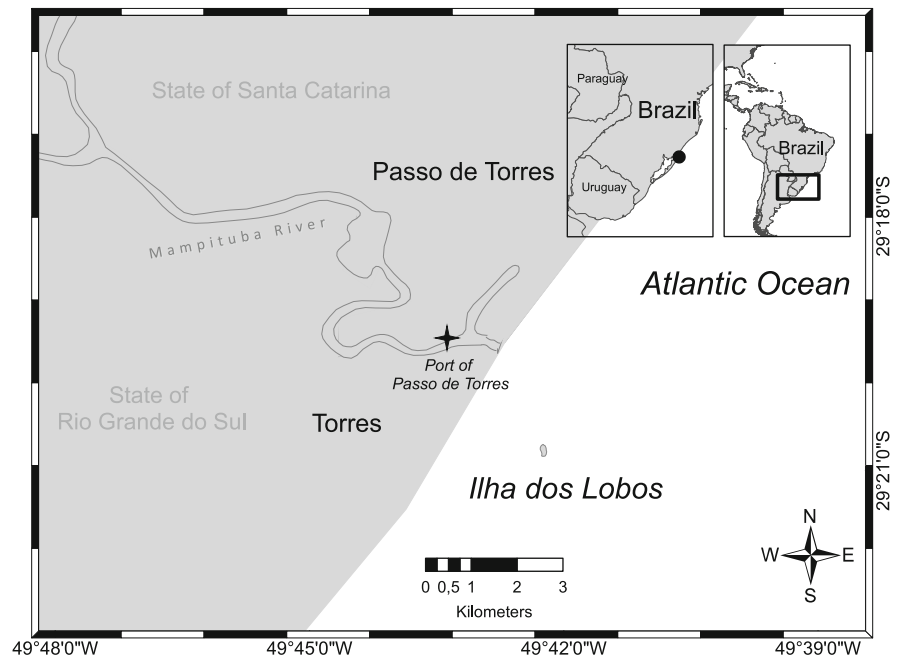 State of Santa Catarina
Paraguay
Brazil
Uruguay
Brazil
Passo de Torres
Mampituba River
29°18'0"S
Atlantic Ocean
Port of
Passo de Torres
State of
Rio Grande do Sul
Torres
Ilha dos Lobos
29°21'0"S
N
W E
S
0 0,5 1 2 3
Kilometers
49°48'0"W 49°45'0"W 49°42'0"W 49°39'0"W